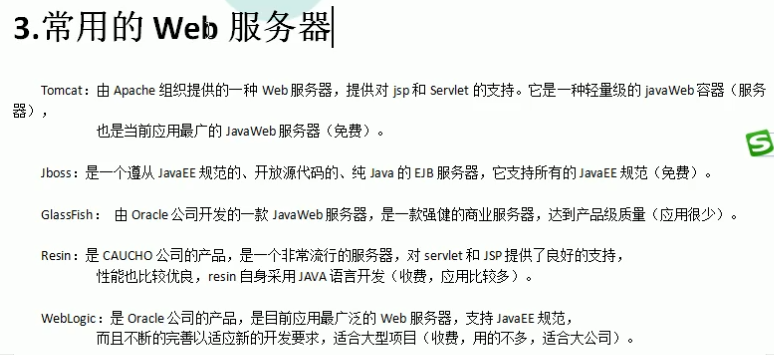 3.常用的 Web 服务器
Tomcat：由 Apache 组织提供的一种 Web 服务器，提供对 jsp 和 Servlet 的支持。它是一种轻量级的 javaWeb 容器（服务
器），
也是当前应用最广的 JavaWeb 服务器（免费）。
Jboss：是一个遵从 JavaEE 规范的、开放源代码的、纯 Java 的 EJB 服务器，它支持所有的 JavaEE 规范（免费）。
GlassFish： 由 Oracle 公司开发的一款 JavaWeb 服务器，是一款强健的商业服务器，达到产品级质量（应用很少）。
Resin：是 CAUCHO 公司的产品，是一个非常流行的服务器，对 servlet 和 JSP 提供了良好的支持，
性能也比较优良，resin 自身采用 JAVA 语言开发（收费，应用比较多）。
WebLogic：是 Oracle 公司的产品，是目前应用最广泛的 Web 服务器，支持 JavaEE 规范，
而且不断的完善以适应新的开发要求，适合大型项目（收费，用的不多，适合大公司）。
S